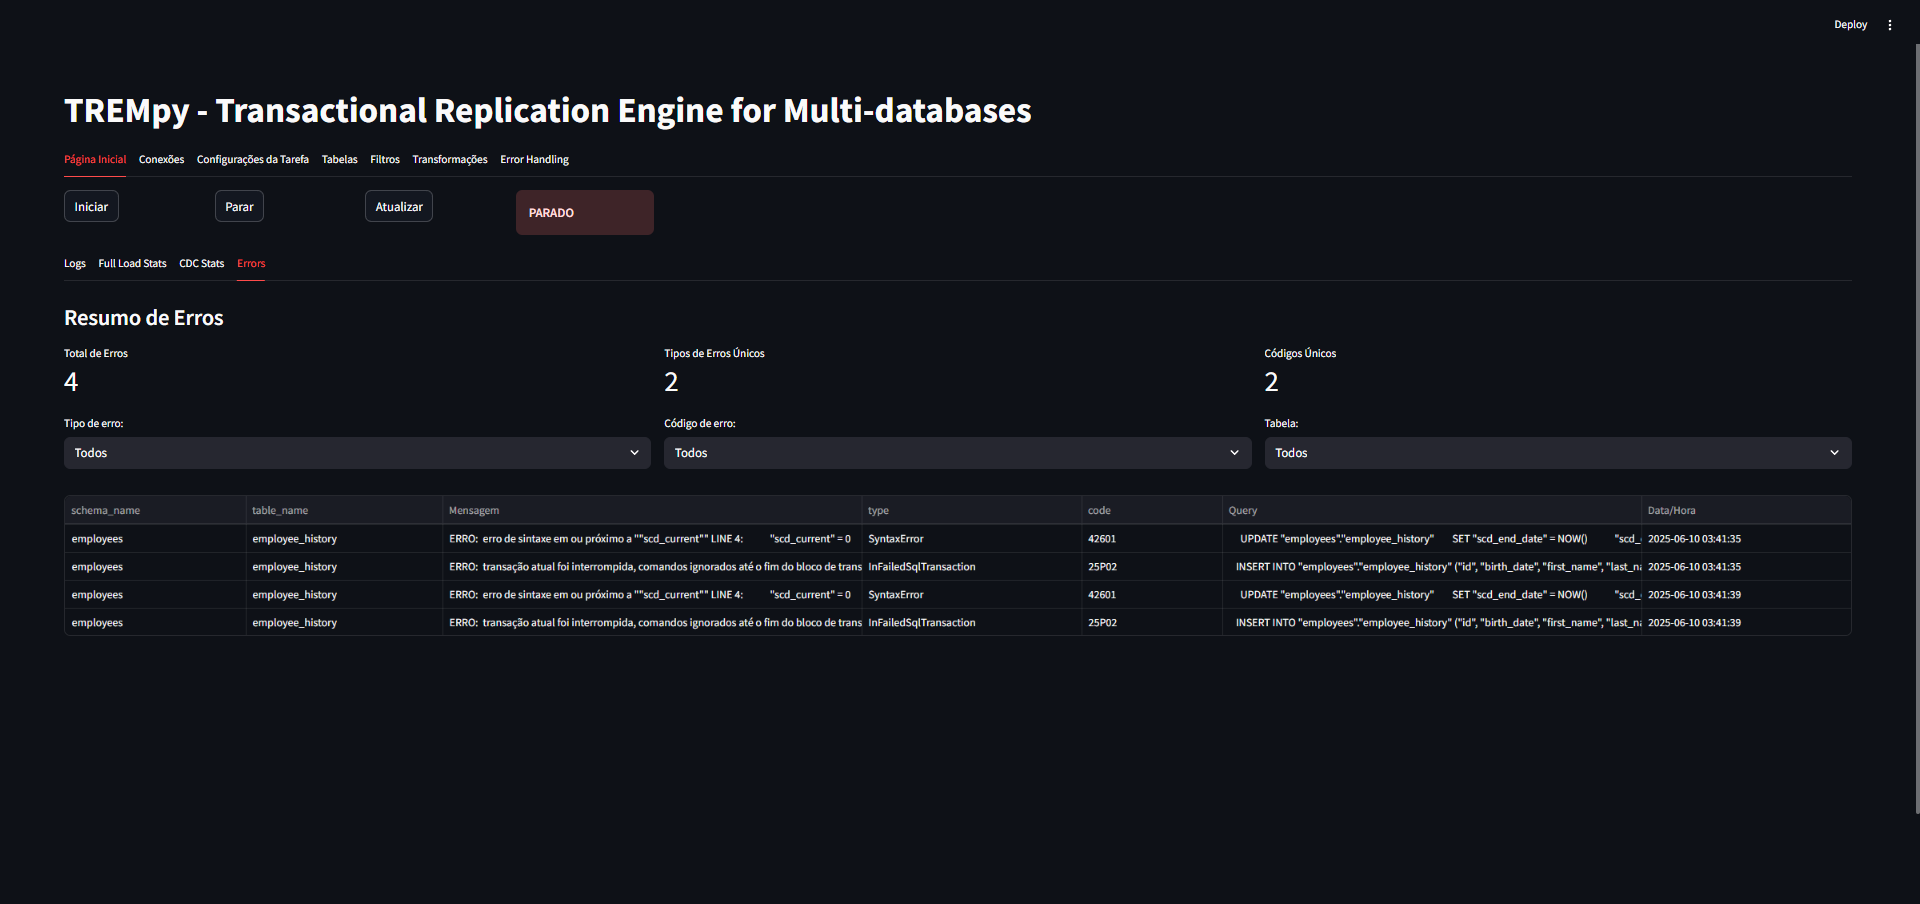 Deploy
TREMpy - Transactional Replication Engine for Multi-databases
Página Inicial Conexões Configurações da Tarefa Tabelas Filtros Transformações Error Handling
Iniciar Parar Atualizar PARADO
Logs Full Load Stats CDC Stats Errors
Resumo de Erros
Total de Erros Tipos de Erros Únicos Códigos Únicos
4 2 2
Tipo de erro: Código de erro: Tabela:
Todos Todos Todos
schema_name table_name Mensagem type code Query Data/Hora
employees employee_history ERRO: erro de sintaxe em ou próximo a ""scd_current"" LINE 4: "scd_current" = 0 SyntaxError 42601 UPDATE "employees"."employee_history" SET "scd_end_date" = NOW() "scd_ 2025-06-10 03:41:35
employees employee_history ERRO: transação atual foi interrompida, comandos ignorados até o fim do bloco de trans InFailedSqlTransaction 25P02 INSERT INTO "employees"."employee_history" ("id", "birth_date", "first_name", "last_na 2025-06-10 03:41:35
employees employee_history ERRO: erro de sintaxe em ou próximo a ""scd_current"" LINE 4: "scd_current" = 0 SyntaxError 42601 UPDATE "employees"."employee_history" SET "scd_end_date" = NOW() "scd_ 2025-06-10 03:41:39
employees employee_history ERRO: transação atual foi interrompida, comandos ignorados até o fim do bloco de trans InFailedSqlTransaction 25P02 INSERT INTO "employees"."employee_history" ("id", "birth_date", "first_name", "last_na 2025-06-10 03:41:39